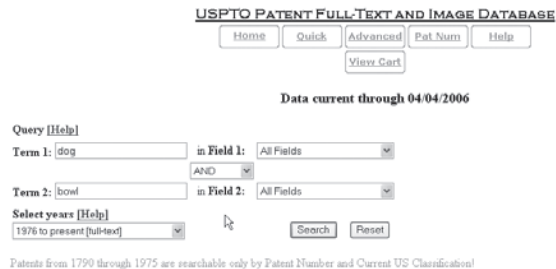 USPTO PATENT FULL-TEXT AND IMAGE DATABASE
Home Quick Advanced Pat Num Help
View Cart
Data current through 04/04/2006
Query [Help]
Term 1: dog in Field 1: All Fields
AND
Term 2: bowl in Field 2: All Fields
Select years [Help]
1976 to present [full-text] Search Reset
Patents from 1790 through 1975 are searchable only by Patent Number and Current US Classification!